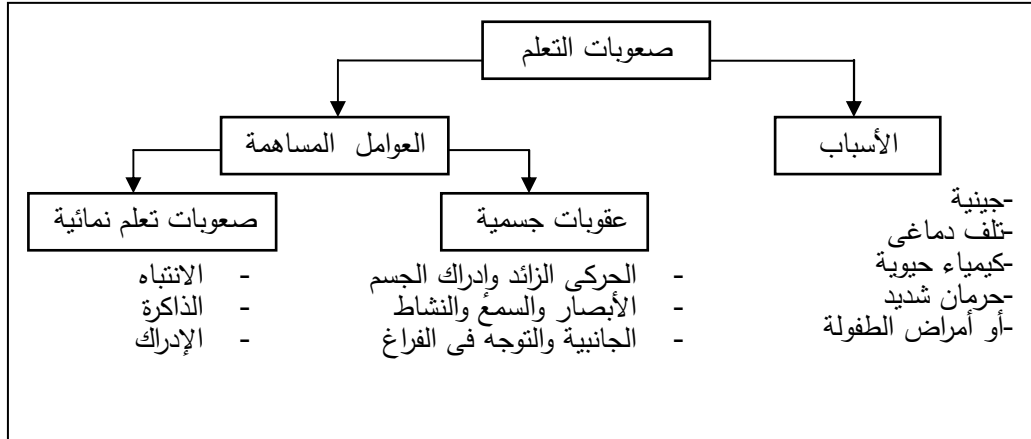 صعوبات التعلم
الأسباب
العوامل المساهمة
عقوبات جسمية
صعوبات تعلم نمائية
-جينية
-تلف دماغى
-كيمياء حيوية
-حرمان شديد
-أو أمراض الطفولة
- الحركى الزائد وإدراك الجسم
- الأبصار والسمع والنشاط
- الجانبية والتوجه فى الفراغ
- الانتباه
- الذاكرة
- الإدراك